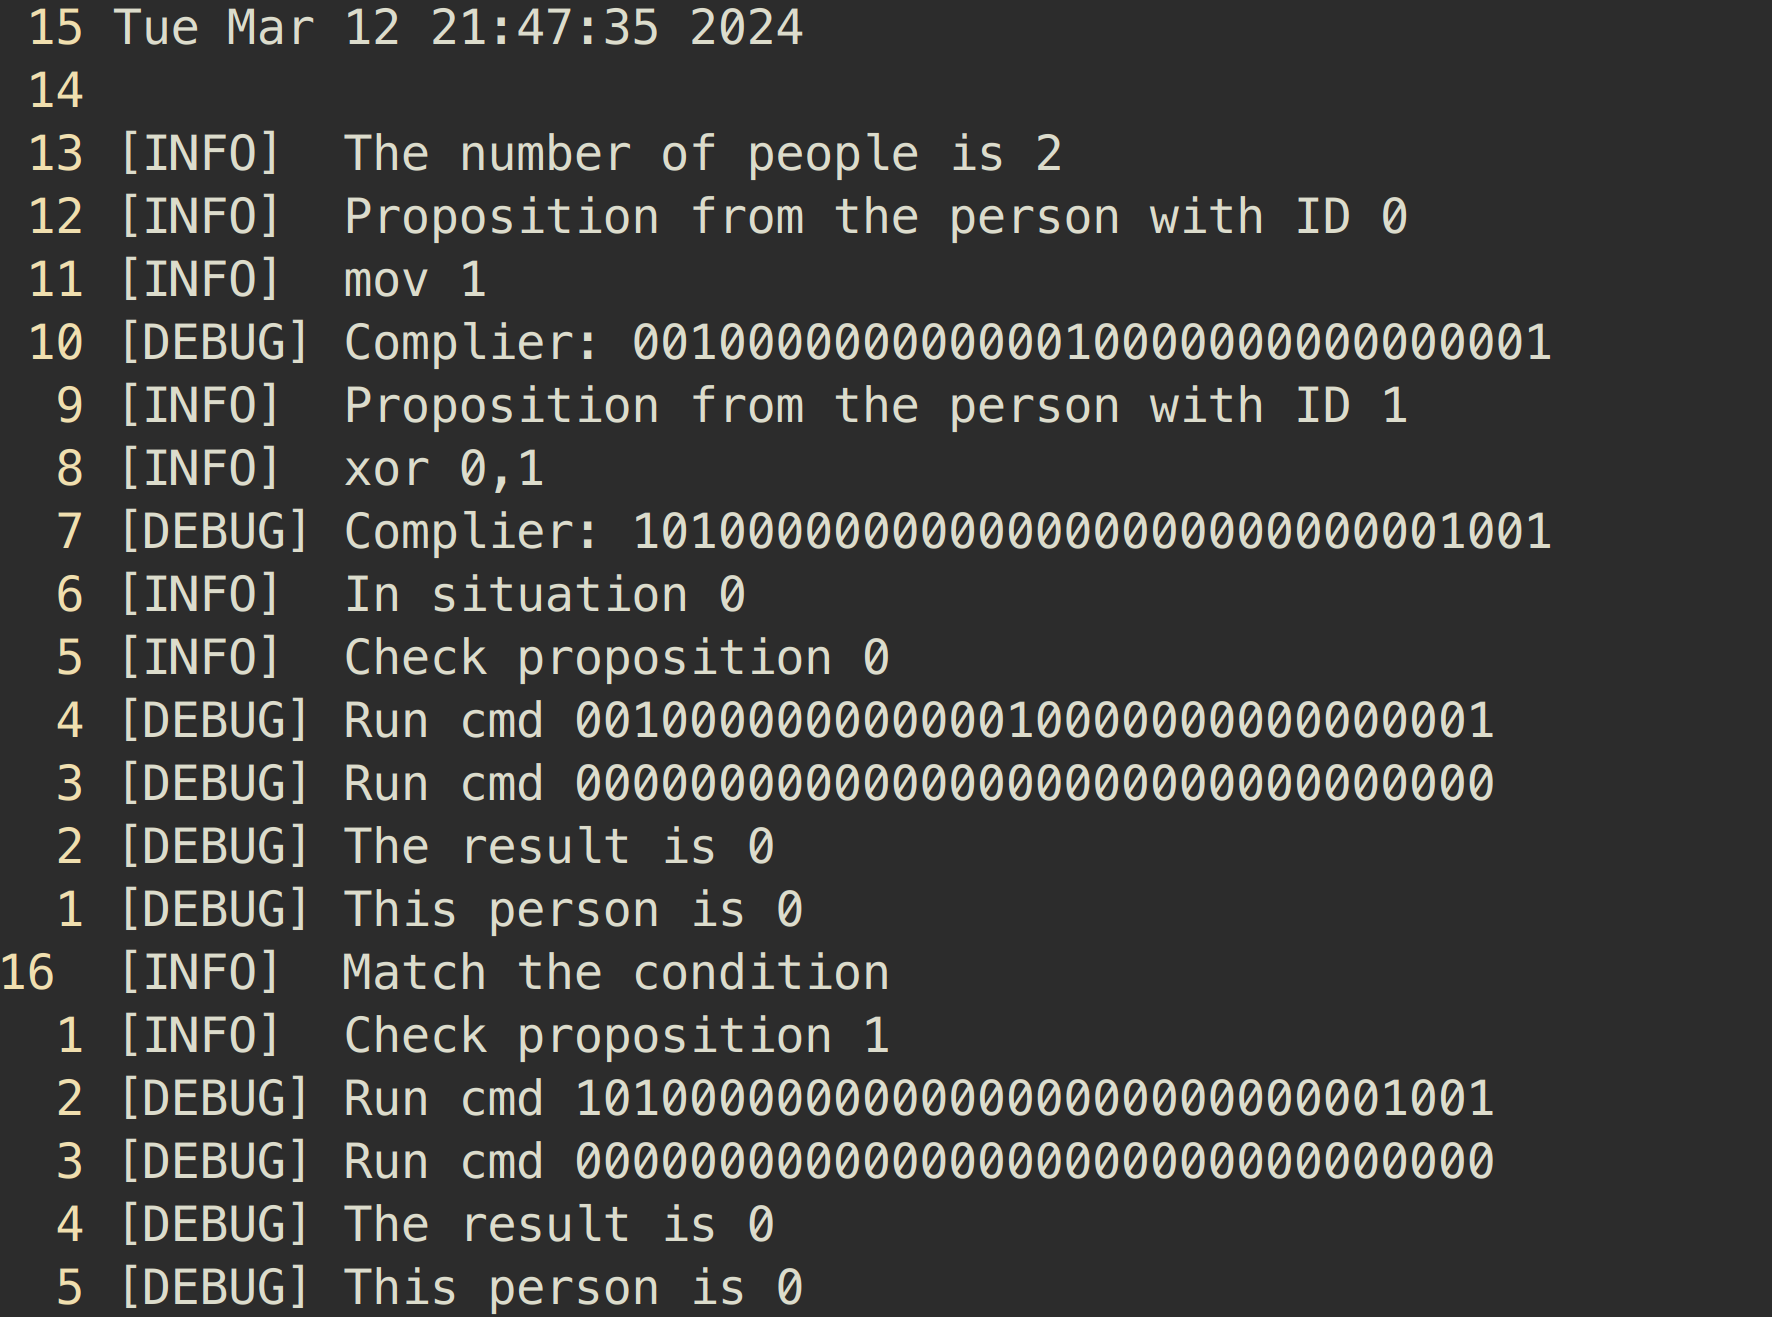 15 Tue Mar 12 21:47:35 2024
14
13 [INFO]  The number of people is 2
12 [INFO]  Proposition from the person with ID 0
11 [INFO]  mov 1
10 [DEBUG] Complier: 00100000000000010000000000000001
9 [INFO]  Proposition from the person with ID 1
8 [INFO]  xor 0,1
7 [DEBUG] Complier: 10100000000000000000000000001001
6 [INFO]  In situation 0
5 [INFO]  Check proposition 0
4 [DEBUG] Run cmd 00100000000000010000000000000001
3 [DEBUG] Run cmd 00000000000000000000000000000000
2 [DEBUG] The result is 0
1 [DEBUG] This person is 0
16 [INFO]  Match the condition
1 [INFO]  Check proposition 1
2 [DEBUG] Run cmd 10100000000000000000000000001001
3 [DEBUG] Run cmd 00000000000000000000000000000000
4 [DEBUG] The result is 0
5 [DEBUG] This person is 0